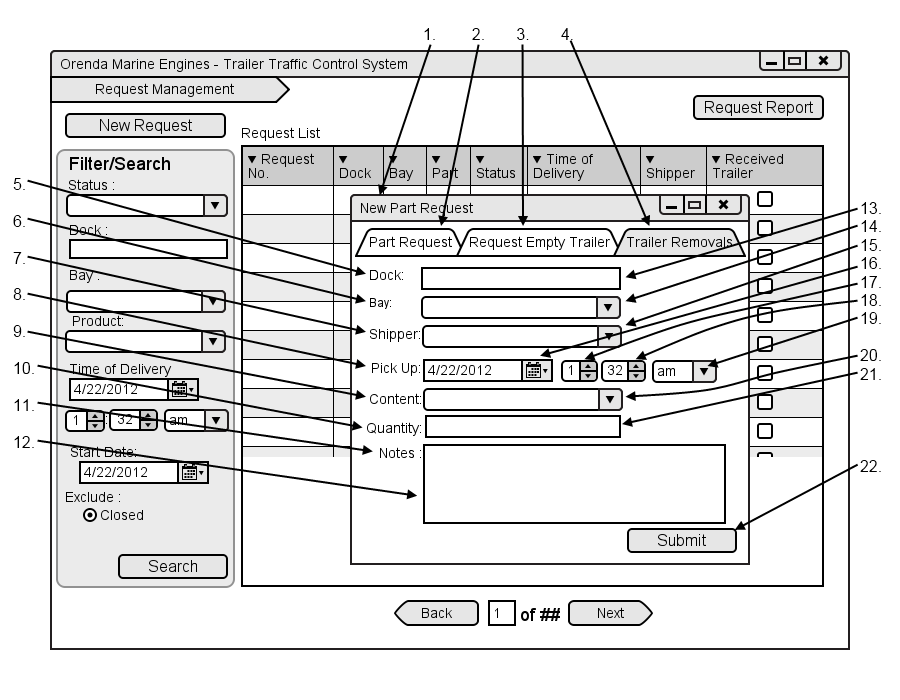 1.
2.
3.
4.
Orenda Marine Engines - Trailer Traffic Control System
Request Management
New Request
Request Report
Request List
Filter/Search
Status :
Dock :
Bay :
Product:
Time of Delivery
4/22/2012
1 : 32 am
Start Date:
4/22/2012
Exclude :
Closed
Search
Request No.
Dock
Bay
Part
Status
Time of Delivery
Shipper
Received Trailer
New Part Request
Part Request
Request Empty Trailer
Trailer Removals
Dock:
Bay:
Shipper:
Pick Up: 4/22/2012 1 32 am
Content:
Quantity:
Notes :
Submit
Back
1 of ##
Next
5.
6.
7.
8.
9.
10.
11.
12.
13.
14.
15.
16.
17.
18.
19.
20.
21.
22.